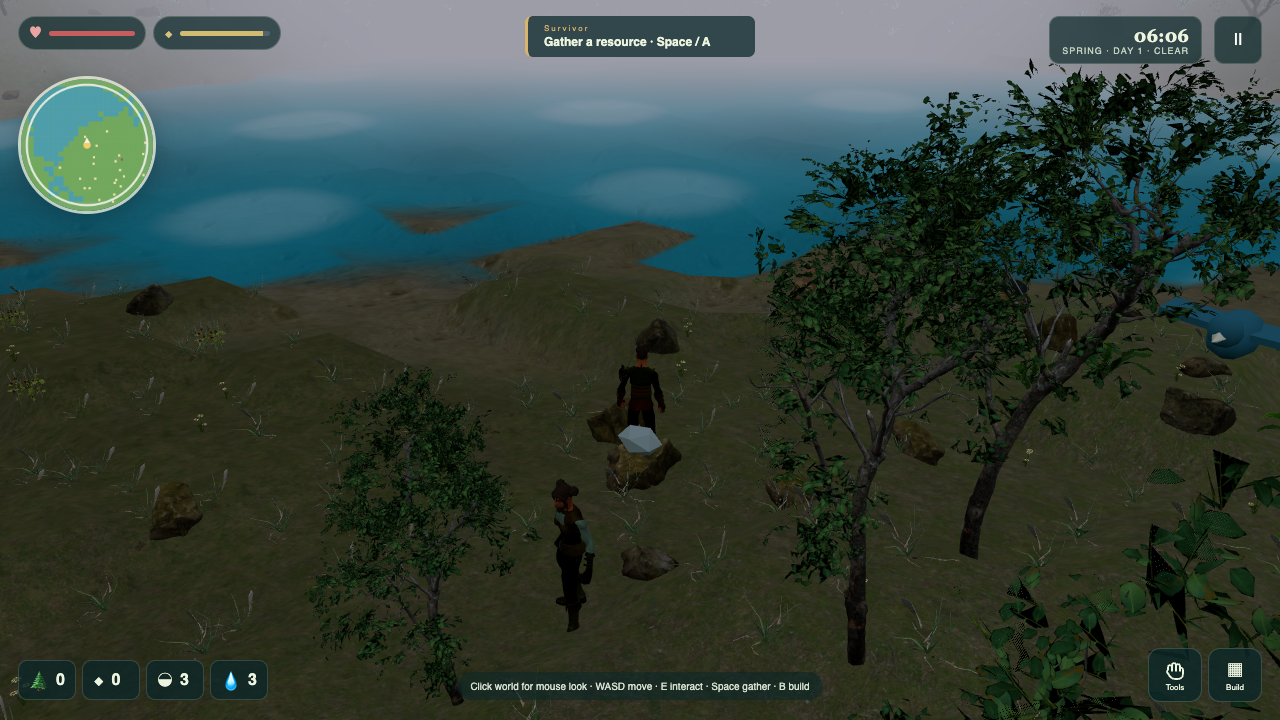 Survivor
Gather a resource · Space / A
06:06
SPRING · DAY 1 · CLEAR
0
0
3
3
Click world for mouse look · WASD move · E interact · Space gather · B build
Tools
Build